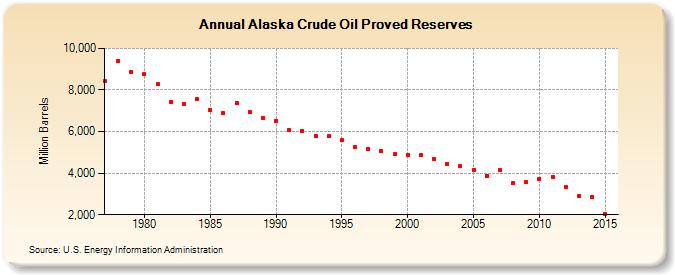 Annual Alaska Crude Oil Proved Reserves
Million Barrels
10,000
8,000
6,000
4,000
2,000
1980 1985 1990 1995 2000 2005 2010 2015
Source: U.S. Energy Information Administration